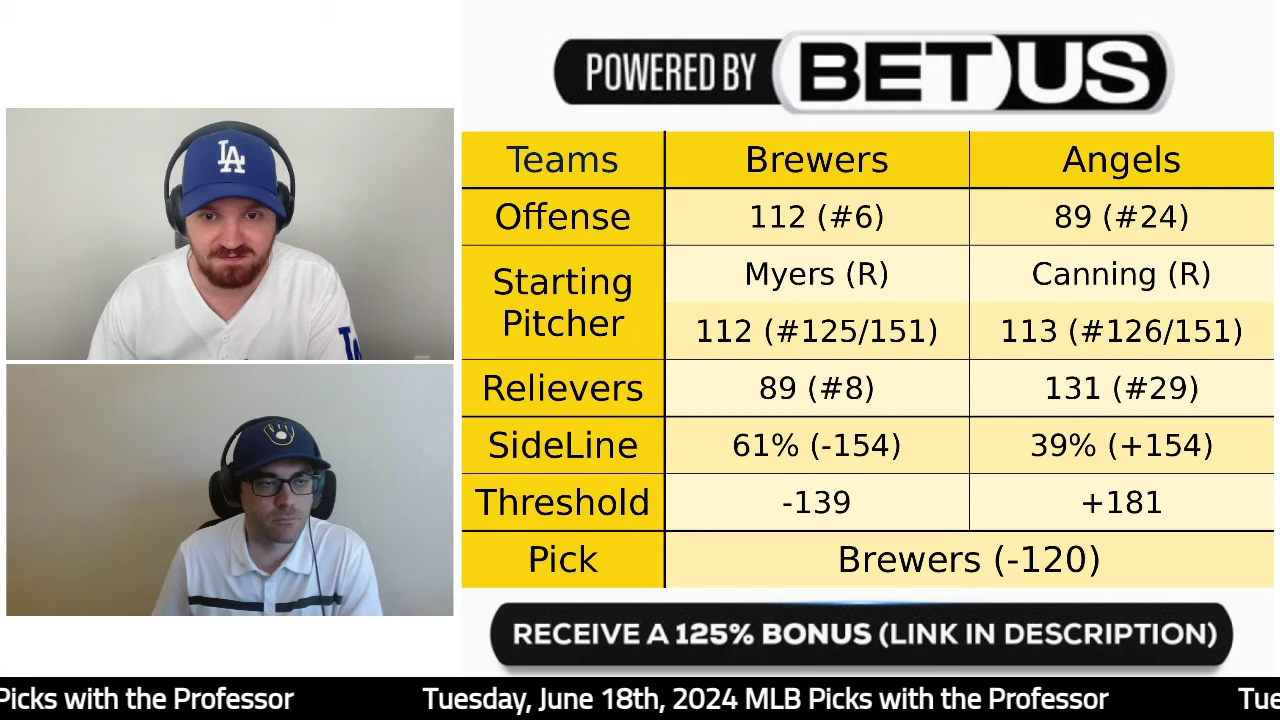 POWERED BY BETUS
LA
Teams Brewers Angels
Offense 112 (#6) 89 (#24)
Starting Pitcher Myers (R) Canning (R)
112 (#125/151) 113 (#126/151)
Relievers 89 (#8) 131 (#29)
SideLine 61% (-154) 39% (+154)
Threshold -139 +181
Pick Brewers (-120)
RECEIVE A 125% BONUS (LINK IN DESCRIPTION)
Picks with the Professor Tuesday, June 18th, 2024 MLB Picks with the Professor Tue